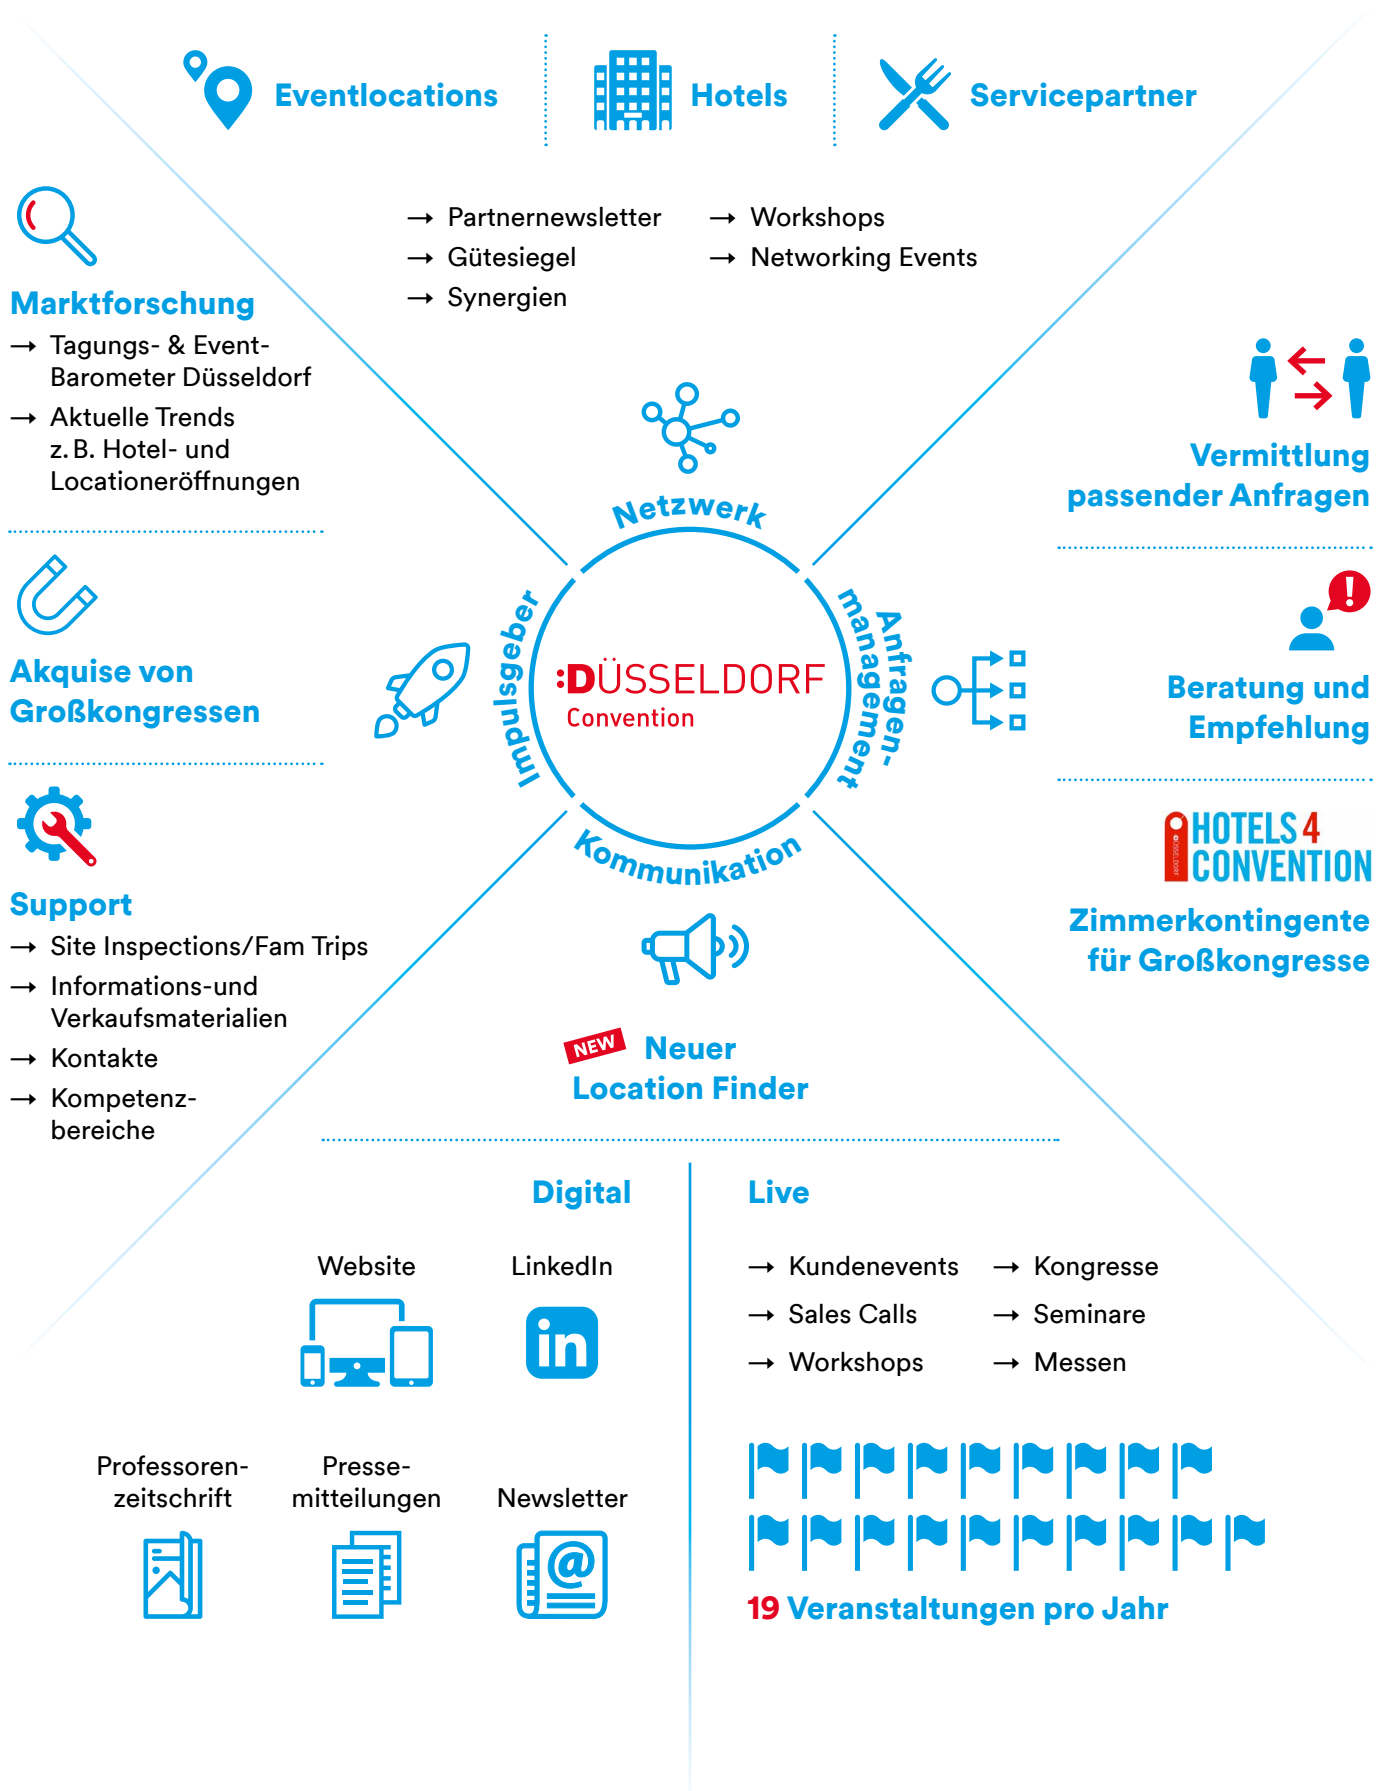 Eventlocations
Hotels
Servicepartner
→ Partnernewsletter
→ Gütesiegel
→ Synergien
→ Workshops
→ Networking Events
Marktforschung
→ Tagungs- & Event-
Barometer Düsseldorf
→ Aktuelle Trends
z. B. Hotel- und
Locationeröffnungen
Akquise von
Großkongressen
Support
→ Site Inspections/Fam Trips
→ Informations-und
Verkaufsmaterialien
→ Kontakte
→ Kompetenz-
bereiche
Netzwerk
Impulsgeber
:DÜSSELDORF
Convention
Anfragen-
management
Kommunikation
Vermittlung
passender Anfragen
!
Beratung und
Empfehlung
:DÜSSELDORF
HOTELS 4
CONVENTION
Zimmerkontingente
für Großkongresse
NEW Neuer
Location Finder
Digital
Website
LinkedIn
in
Professoren-
zeitschrift
Presse-
mitteilungen
Newsletter
@
Live
→ Kundenevents
→ Sales Calls
→ Workshops
→ Kongresse
→ Seminare
→ Messen
19 Veranstaltungen pro Jahr